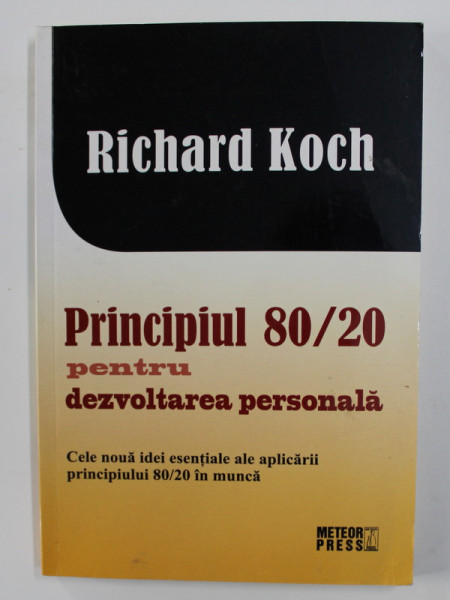 Richard Koch
Principiul 80/20
pentru
dezvoltarea personală
Cele nouă idei esențiale ale aplicării
principiului 80/20 în muncă
METEOR
PRESS